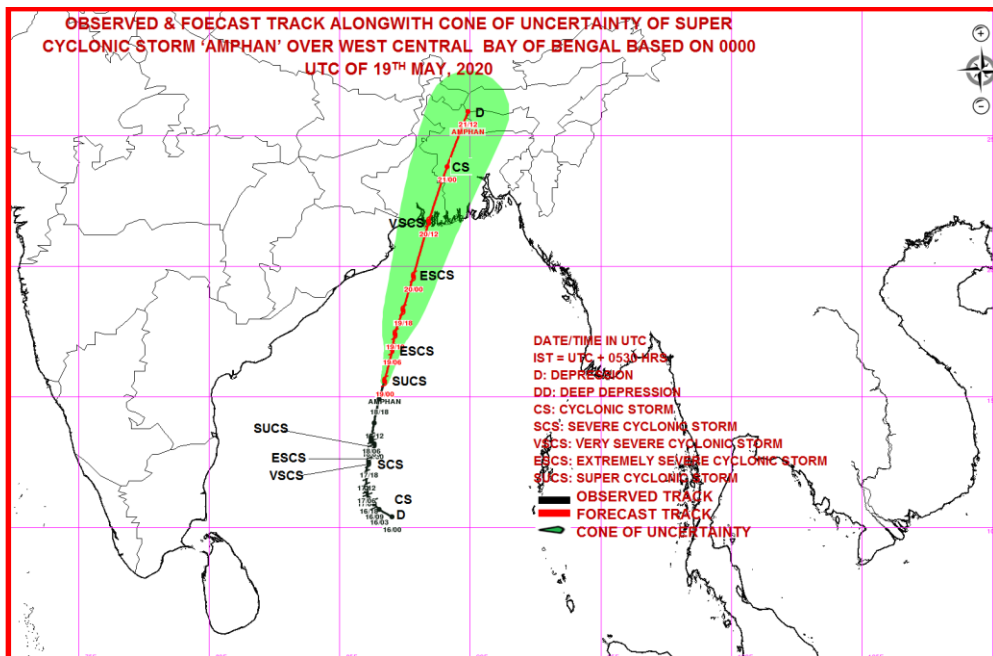 OBSERVED & FOECAST TRACK ALONGWITH CONE OF UNCERTAINTY OF SUPER
CYCLONIC STORM ‘AMPHAN’ OVER WEST CENTRAL BAY OF BENGAL BASED ON 0000
UTC OF 19TH MAY, 2020
D
21/12
AMPHAN
CS
21/00
VSCS
20/12
ESCS
20/00
19/18
ESCS
19/06
SUCS
19/00
AMPHAN
18/18
SUCS
18/06
ESCS
SCS
VSCS
17/18
17/12
CS
D
16/09
16/03
16/00
DATE/TIME IN UTC
IST = UTC + 0530 HRS
D: DEPRESSION
DD: DEEP DEPRESSION
CS: CYCLONIC STORM
SCS: SEVERE CYCLONIC STORM
VSCS: VERY SEVERE CYCLONIC STORM
ESCS: EXTREMELY SEVERE CYCLONIC STORM
SUCS: SUPER CYCLONIC STORM
OBSERVED TRACK
FORECAST TRACK
CONE OF UNCERTAINTY